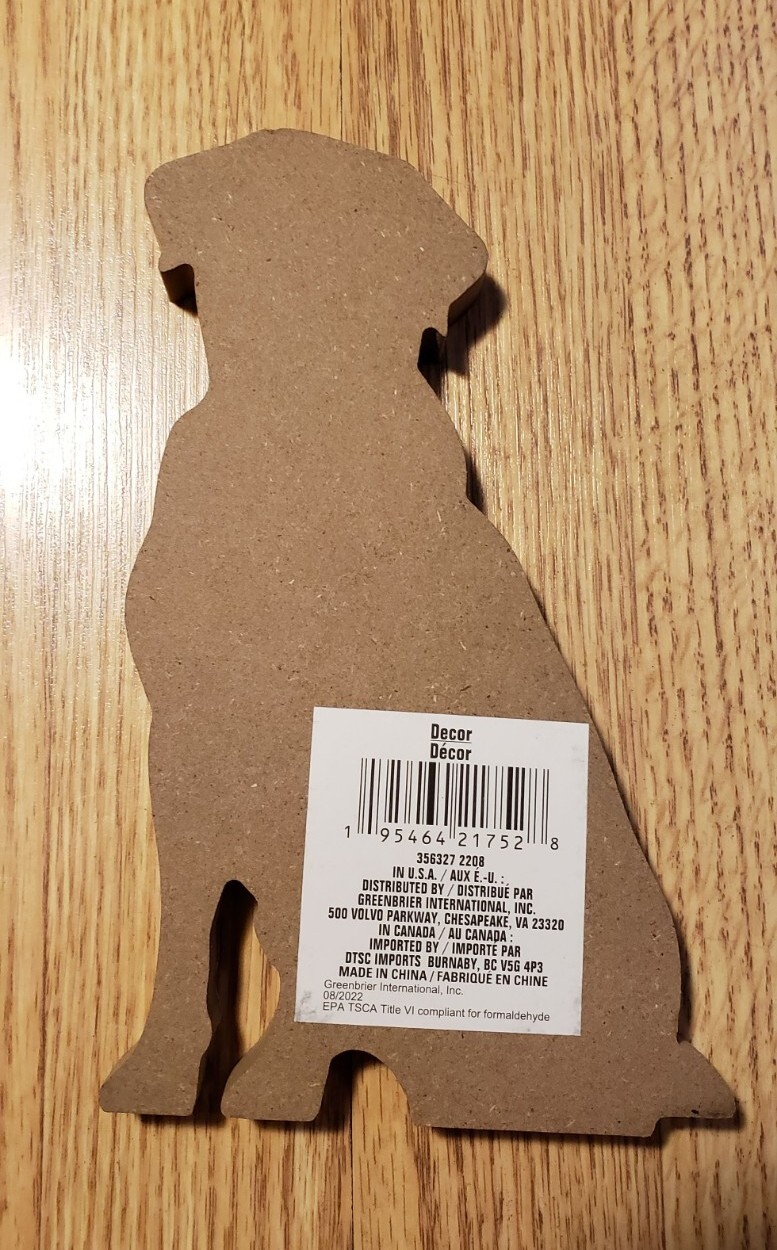 Decor
Décor
1 95464 21752 8
356327 2208
IN U.S.A. / AUX É.-U. :
DISTRIBUTED BY / DISTRIBUÉ PAR
GREENBRIER INTERNATIONAL, INC.
500 VOLVO PARKWAY, CHESAPEAKE, VA 23320
IN CANADA / AU CANADA :
IMPORTED BY / IMPORTÉ PAR
DTSC IMPORTS BURNABY, BC V5G 4P3
MADE IN CHINA / FABRIQUÉ EN CHINE
Greenbrier International, Inc.
08/2022
EPA TSCA Title VI compliant for formaldehyde